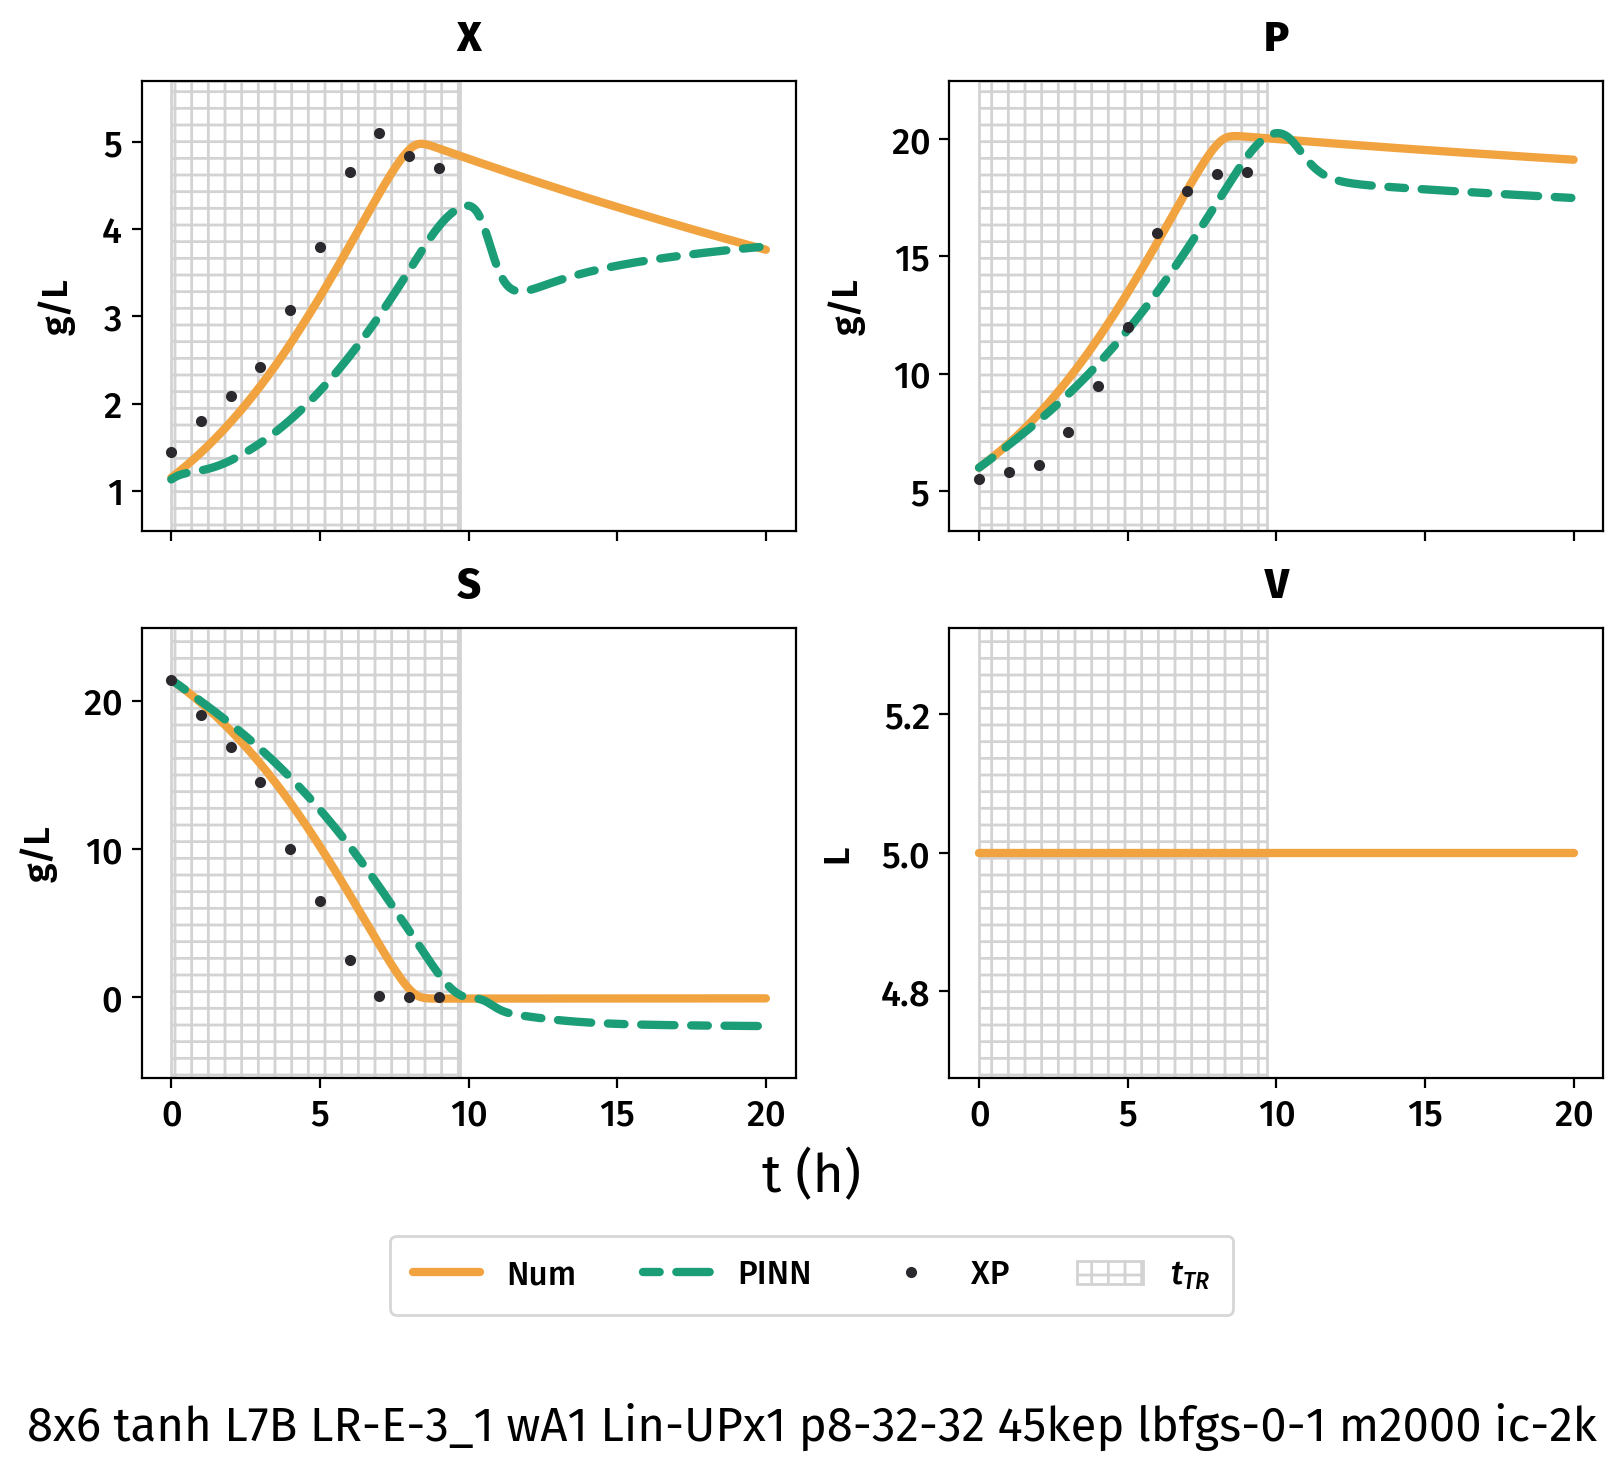 X
P
5
4
3
2
1
g/L
20
15
10
5
g/L
S
V
20
10
0
g/L
5.2
5.0
4.8
L
0 5 10 15 20
0 5 10 15 20
t (h)
Num PINN XP t_TR
8x6 tanh L7B LR-E-3_1 wA1 Lin-UPx1 p8-32-32 45kep lbfgs-0-1 m2000 ic-2k